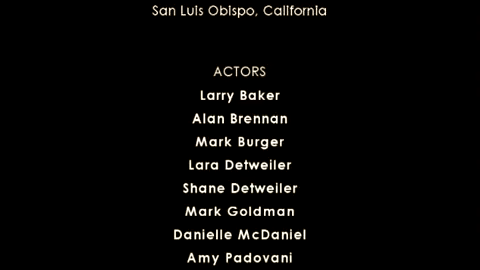 San Luis Obispo, California
ACTORS
Larry Baker
Alan Brennan
Mark Burger
Lara Detweiler
Shane Detweiler
Mark Goldman
Danielle McDaniel
Amy Padovani